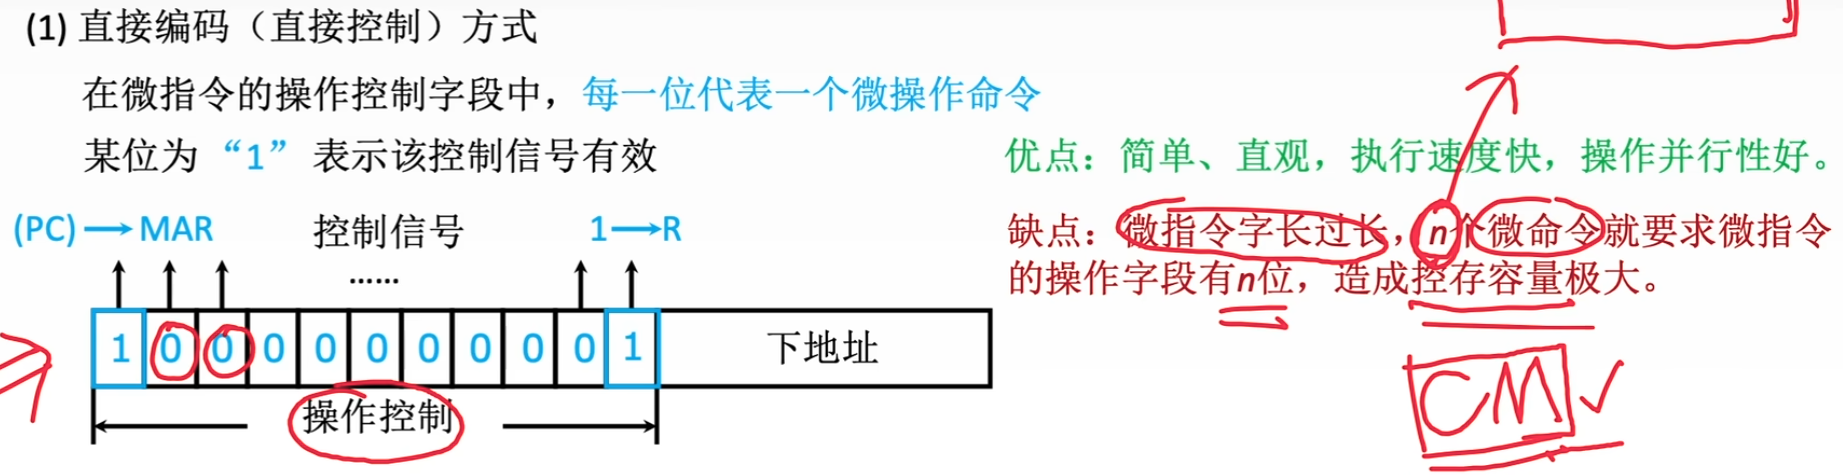 (1) 直接编码（直接控制）方式
在微指令的操作控制字段中，每一位代表一个微操作命令
某位为“1”表示该控制信号有效
优点：简单、直观，执行速度快，操作并行性好。
(PC)→MAR 控制信号 1→R
缺点：微指令字长过长，n个微命令就要求微指令
的操作字段有n位，造成控存容量极大。
……
1 0 0 0 0 0 0 0 0 0 1 下地址
CM
操作控制